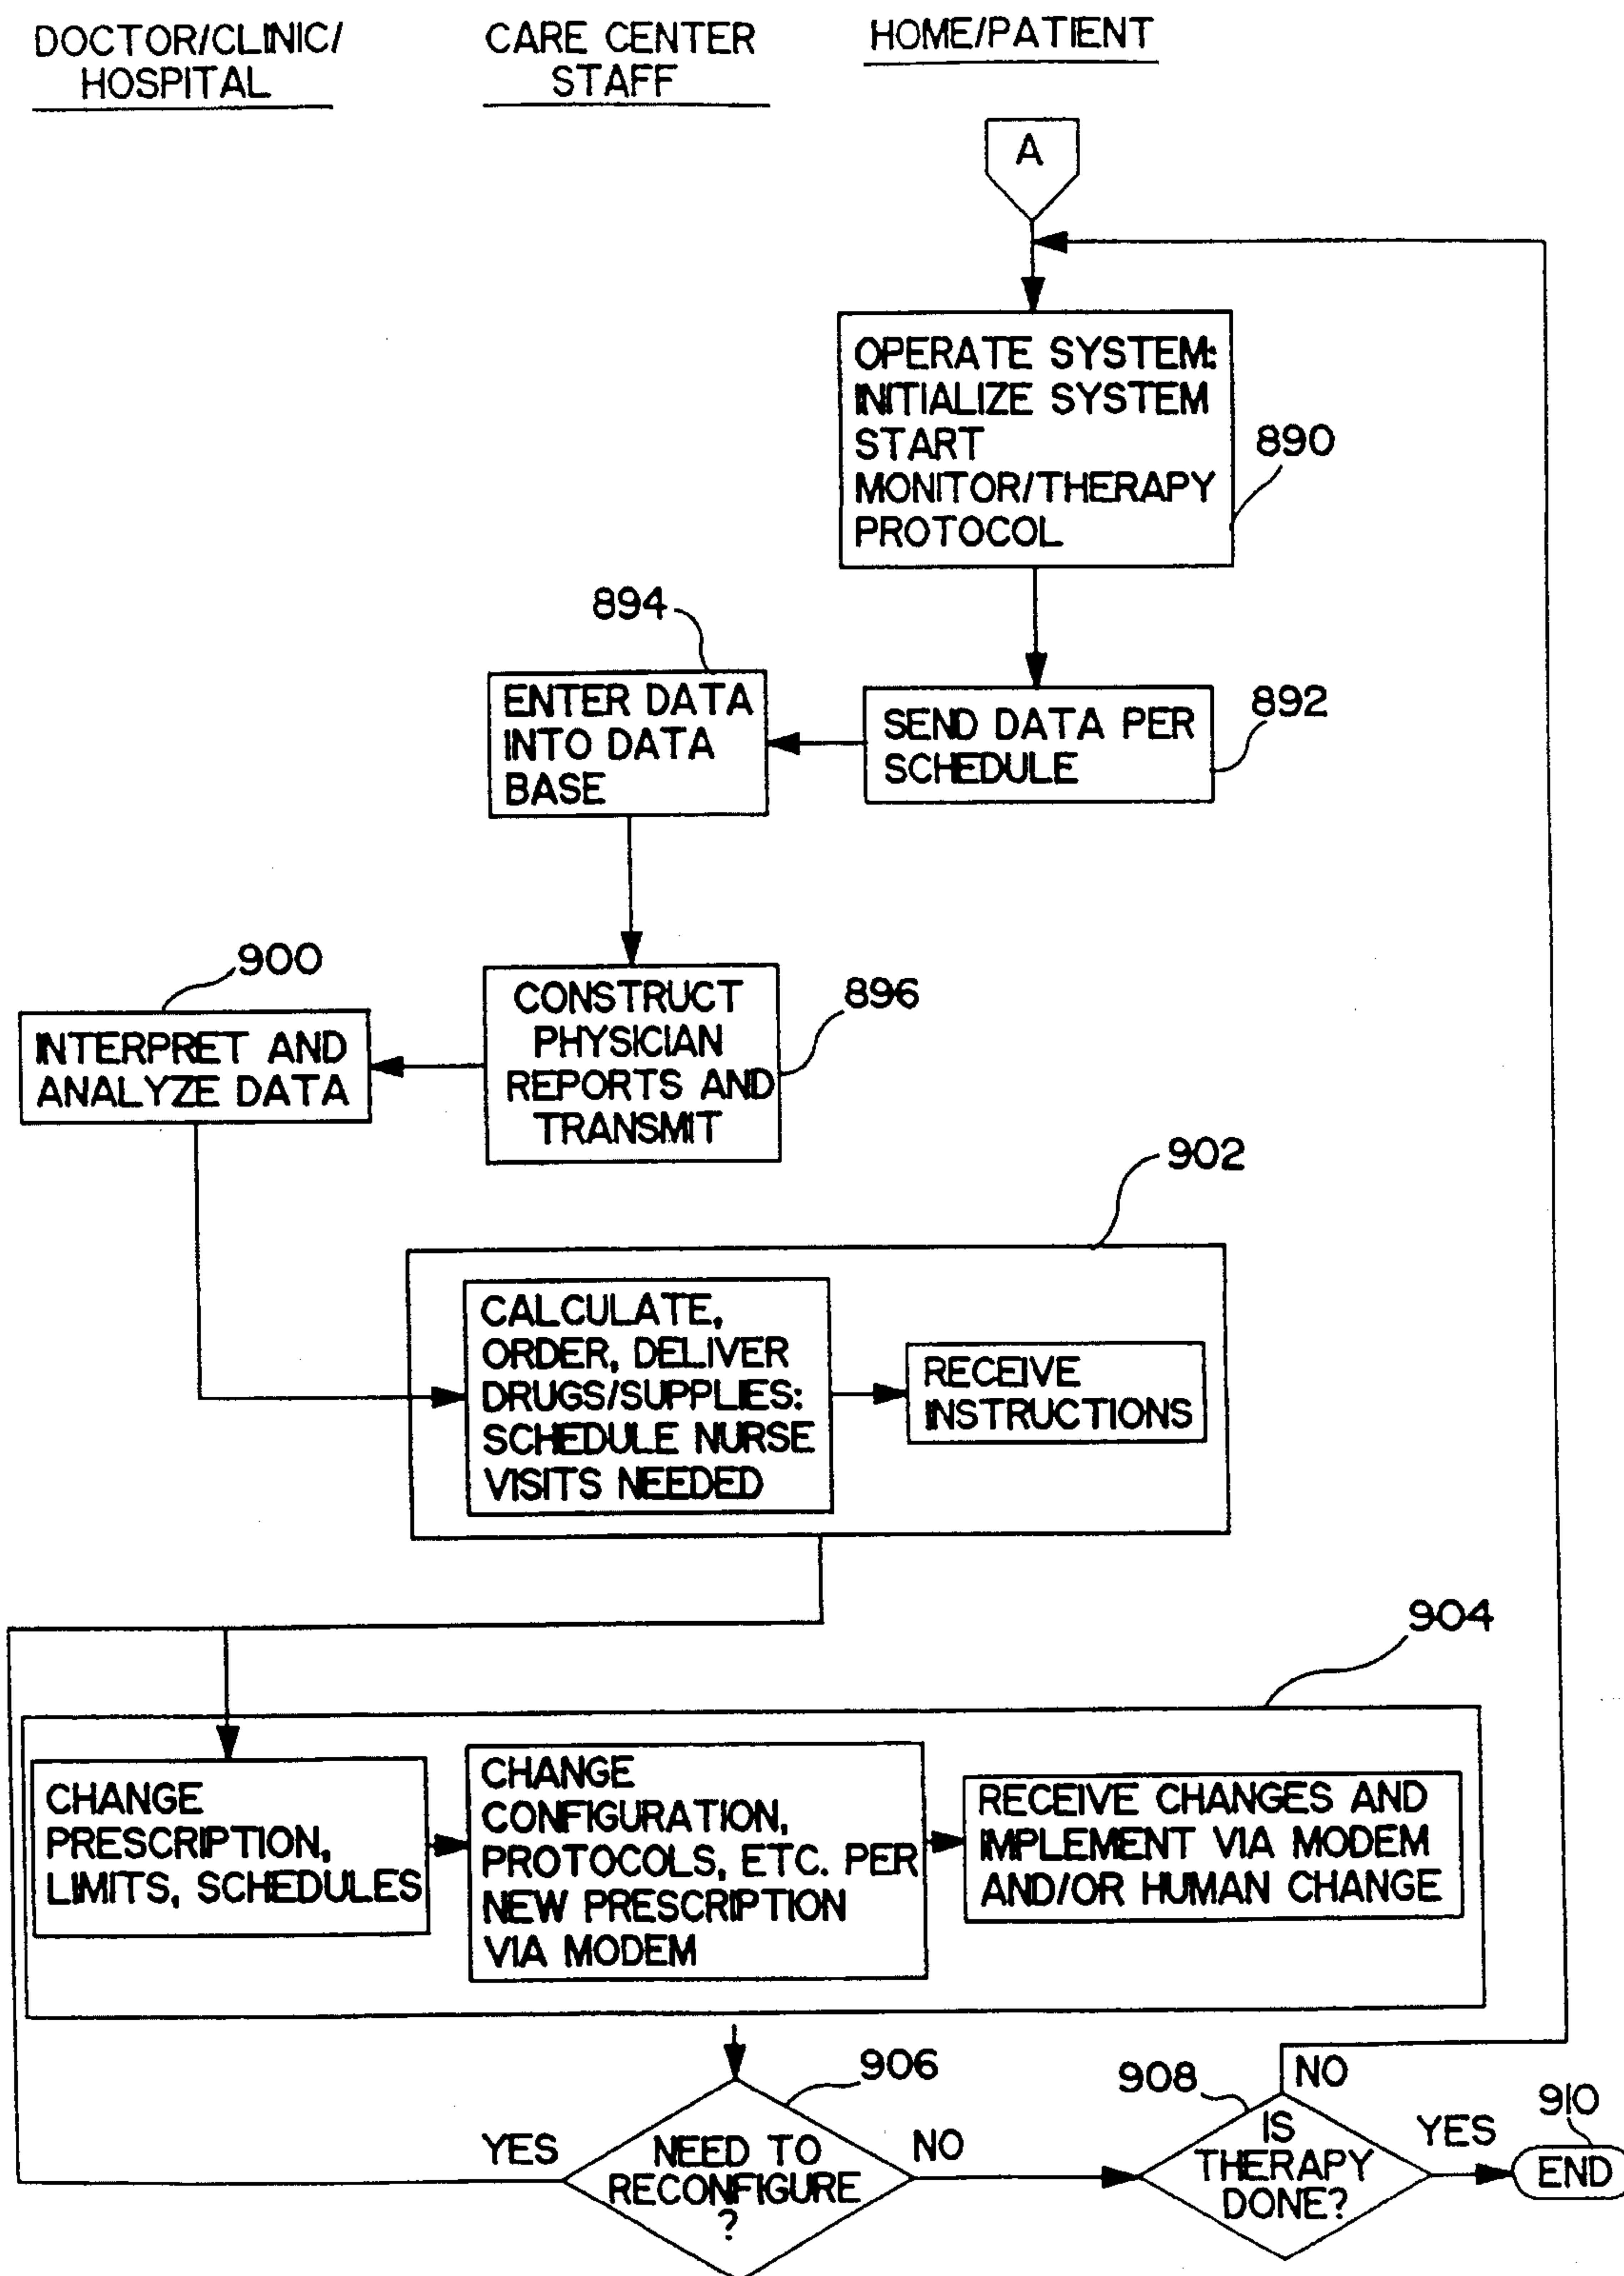 DOCTOR/CLINIC/
HOSPITAL
CARE CENTER
STAFF
HOME/PATIENT
A
OPERATE SYSTEM:
INITIALIZE SYSTEM
START
MONITOR/THERAPY
PROTOCOL
890
894
ENTER DATA
INTO DATA
BASE
SEND DATA PER
SCHEDULE
892
900
INTERPRET AND
ANALYZE DATA
CONSTRUCT
PHYSICIAN
REPORTS AND
TRANSMIT
896
902
CALCULATE,
ORDER, DELIVER
DRUGS/SUPPLIES:
SCHEDULE NURSE
VISITS NEEDED
RECEIVE
INSTRUCTIONS
904
CHANGE
PRESCRIPTION,
LIMITS, SCHEDULES
CHANGE
CONFIGURATION,
PROTOCOLS, ETC. PER
NEW PRESCRIPTION
VIA MODEM
RECEIVE CHANGES AND
IMPLEMENT VIA MODEM
AND/OR HUMAN CHANGE
906
YES
NEED TO
RECONFIGURE
?
NO
908
NO
IS
THERAPY
DONE?
YES
910
END